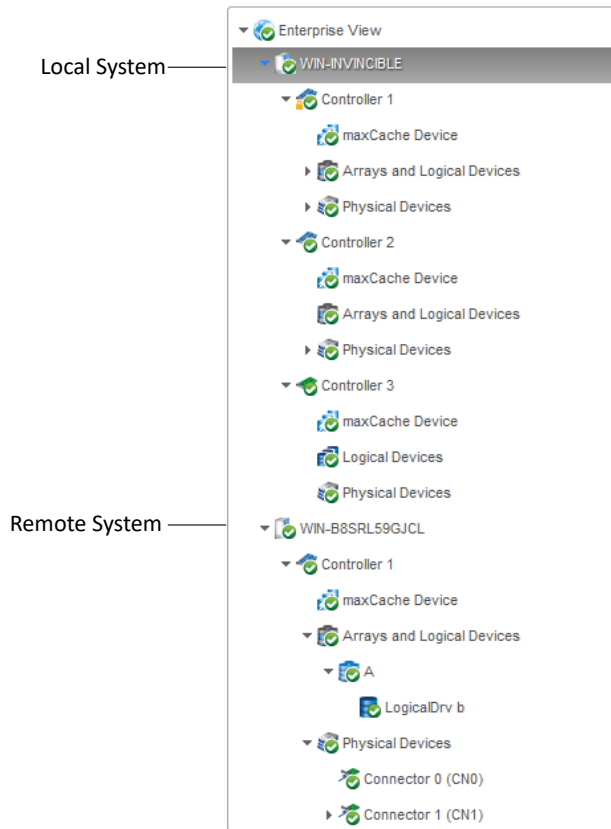 Enterprise View
Local System
WIN-INVINCIBLE
Controller 1
maxCache Device
Arrays and Logical Devices
Physical Devices
Controller 2
maxCache Device
Arrays and Logical Devices
Physical Devices
Controller 3
maxCache Device
Logical Devices
Physical Devices
Remote System
WIN-B8SRL59GJCL
Controller 1
maxCache Device
Arrays and Logical Devices
A
LogicalDrv b
Physical Devices
Connector 0 (CN0)
Connector 1 (CN1)